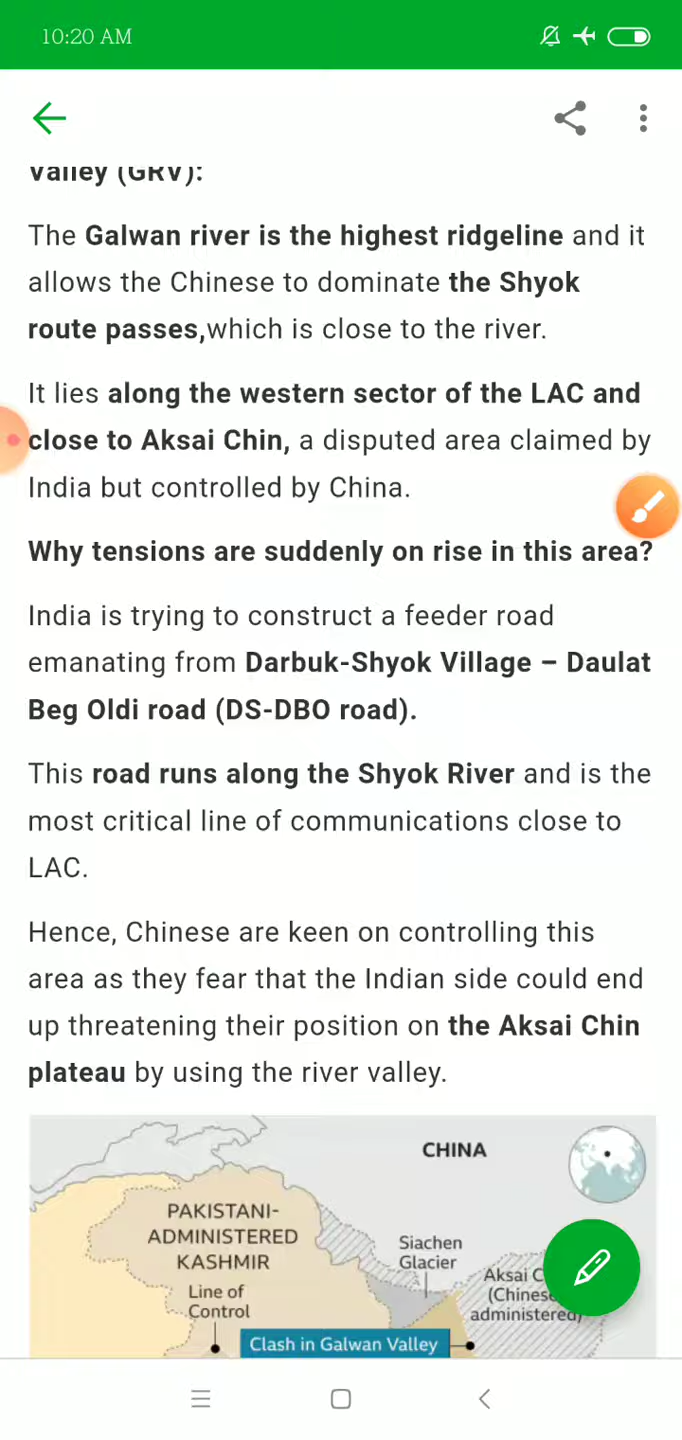 10:20 AM
Valley (GRV):
The Galwan river is the highest ridgeline and it
allows the Chinese to dominate the Shyok
route passes,which is close to the river.
It lies along the western sector of the LAC and
close to Aksai Chin, a disputed area claimed by
India but controlled by China.
Why tensions are suddenly on rise in this area?
India is trying to construct a feeder road
emanating from Darbuk-Shyok Village – Daulat
Beg Oldi road (DS-DBO road).
This road runs along the Shyok River and is the
most critical line of communications close to
LAC.
Hence, Chinese are keen on controlling this
area as they fear that the Indian side could end
up threatening their position on the Aksai Chin
plateau by using the river valley.
CHINA
PAKISTANI-
ADMINISTERED
KASHMIR
Siachen
Glacier
Line of
Control
Aksai C
(Chinese
administered)
Clash in Galwan Valley